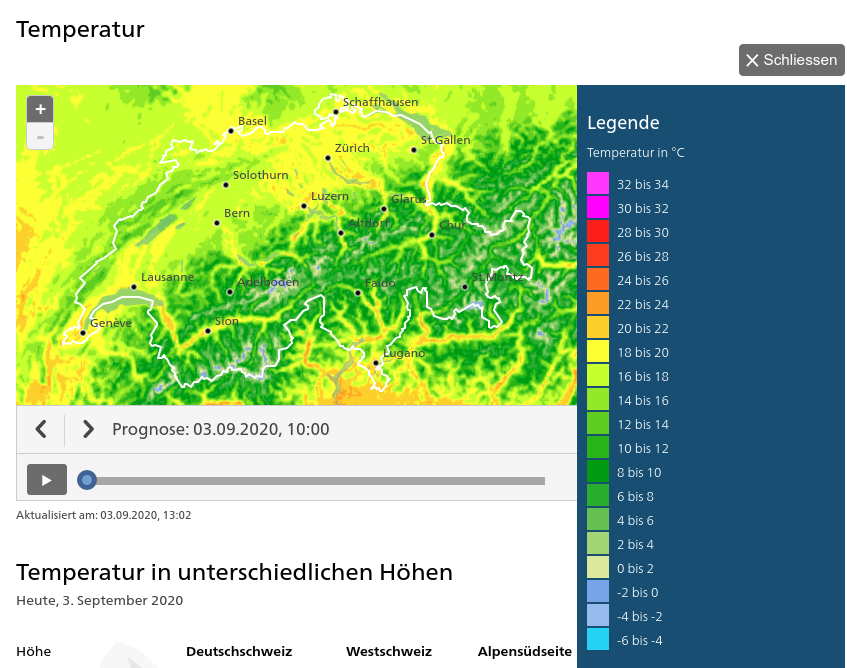 Temperatur
Schliessen
+
-
Schaffhausen
Basel
St.Gallen
Zürich
Solothurn
Luzern
Glarus
Bern
Altdorf
Chur
Lausanne
Adelboden
Faido
St.Moritz
Genève
Sion
Lugano
Prognose: 03.09.2020, 10:00
Aktualisiert am: 03.09.2020, 13:02
Legende
Temperatur in °C
32 bis 34
30 bis 32
28 bis 30
26 bis 28
24 bis 26
22 bis 24
20 bis 22
18 bis 20
16 bis 18
14 bis 16
12 bis 14
10 bis 12
8 bis 10
6 bis 8
4 bis 6
2 bis 4
0 bis 2
-2 bis 0
-4 bis -2
-6 bis -4
Temperatur in unterschiedlichen Höhen
Heute, 3. September 2020
Höhe Deutschschweiz Westschweiz Alpensüdseite